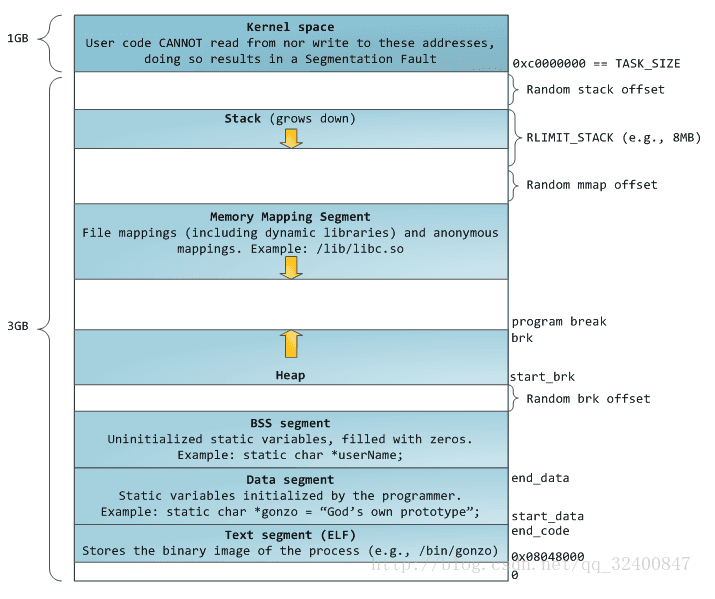 1GB
Kernel space
User code CANNOT read from nor write to these addresses,
doing so results in a Segmentation Fault
0xc0000000 == TASK_SIZE
Random stack offset
Stack (grows down)
RLIMIT_STACK (e.g., 8MB)
Random mmap offset
Memory Mapping Segment
File mappings (including dynamic libraries) and anonymous
mappings. Example: /lib/libc.so
3GB
program break
brk
Heap
start_brk
Random brk offset
BSS segment
Uninitialized static variables, filled with zeros.
Example: static char *userName;
Data segment
end_data
Static variables initialized by the programmer.
Example: static char *gonzo = “God’s own prototype”;
start_data
end_code
Text segment (ELF)
Stores the binary image of the process (e.g., /bin/gonzo)
0x08048000
http://blog.csdn.net/qq_32400847
0